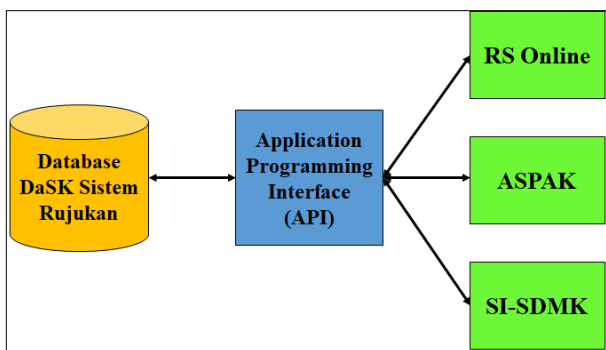 Database
DaSK Sistem
Rujukan
Application
Programming
Interface
(API)
RS Online
ASPAK
SI-SDMK